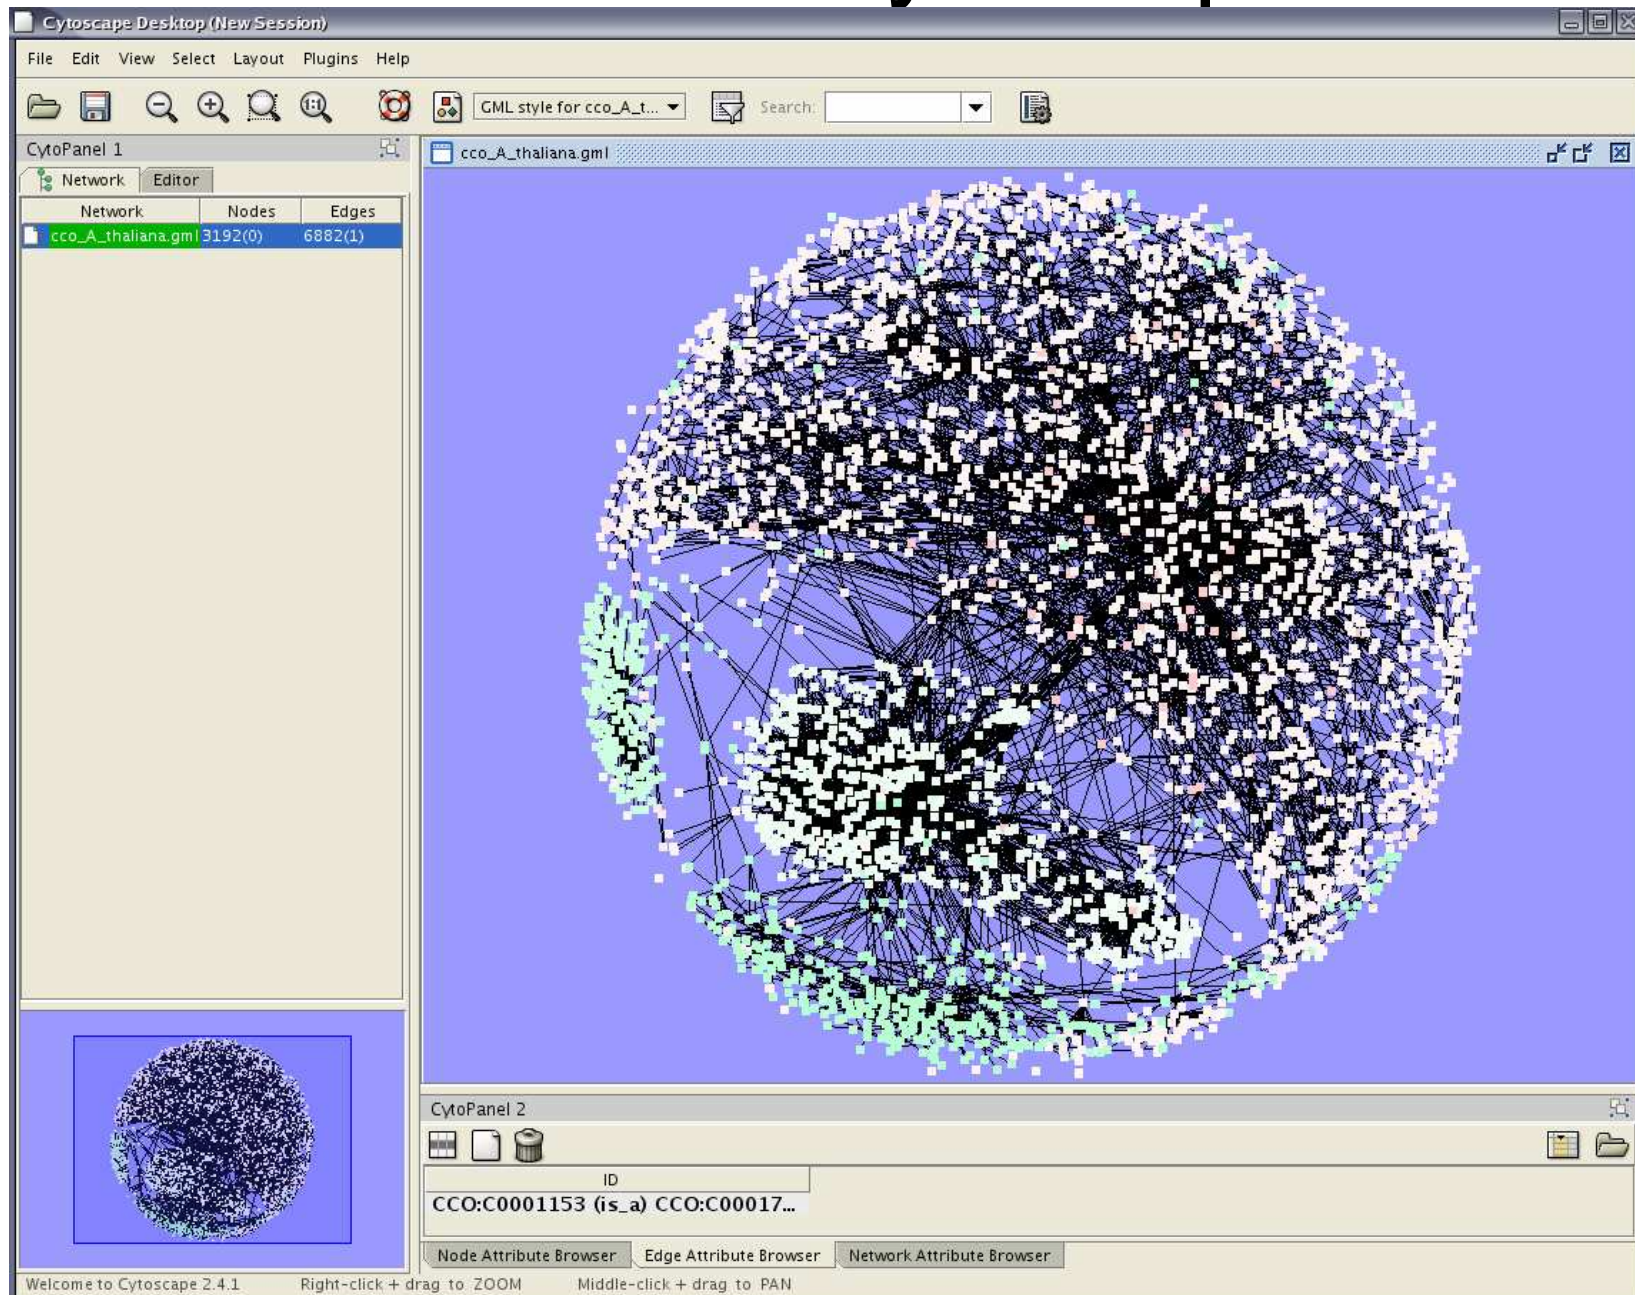 Cytoscape Desktop (New Session)
File Edit View Select Layout Plugins Help
GML style for cco_A_t... Search:
CytoPanel 1
cco_A_thaliana.gml
Network Editor
Network Nodes Edges
cco_A_thaliana.gml 3192(0) 6882(1)
CytoPanel 2
ID
CCO:C0001153 (is_a) CCO:C00017...
Node Attribute Browser Edge Attribute Browser Network Attribute Browser
Welcome to Cytoscape 2.4.1 Right-click + drag to ZOOM Middle-click + drag to PAN